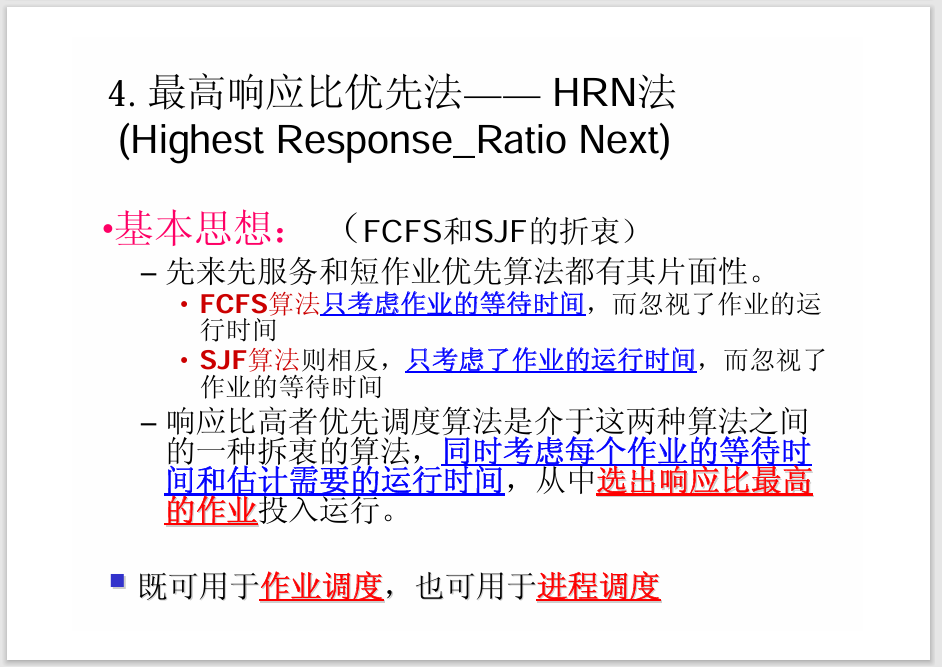 4. 最高响应比优先法—— HRN法
(Highest Response_Ratio Next)
•基本思想： （FCFS和SJF的折衷）
– 先来先服务和短作业优先算法都有其片面性。
• FCFS算法只考虑作业的等待时间，而忽视了作业的运
行时间
• SJF算法则相反，只考虑了作业的运行时间，而忽视了
作业的等待时间
– 响应比高者优先调度算法是介于这两种算法之间
的一种拆衷的算法，同时考虑每个作业的等待时
间和估计需要的运行时间，从中选出响应比最高
的作业投入运行。
■ 既可用于作业调度，也可用于进程调度